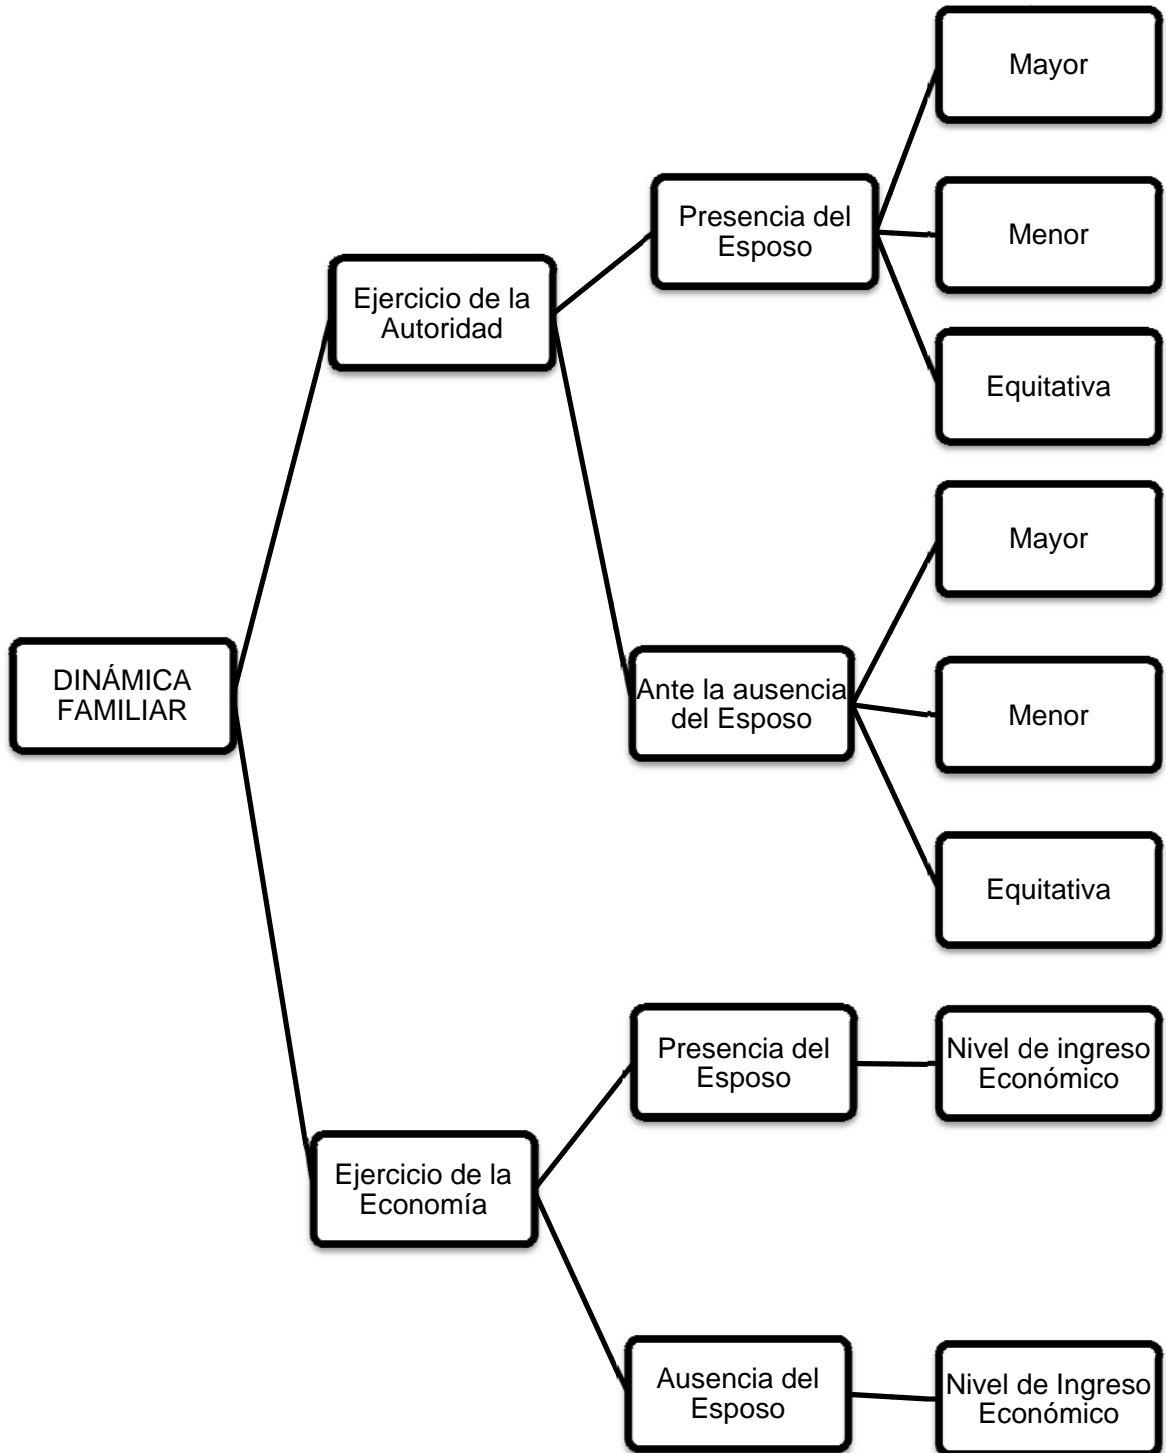 Mayor
Presencia del
Esposo
Menor
Ejercicio de la
Autoridad
Equitativa
Mayor
DINÁMICA
FAMILIAR
Ante la ausencia
del Esposo
Menor
Equitativa
Presencia del
Esposo
Nivel de ingreso
Económico
Ejercicio de la
Economía
Ausencia del
Esposo
Nivel de Ingreso
Económico